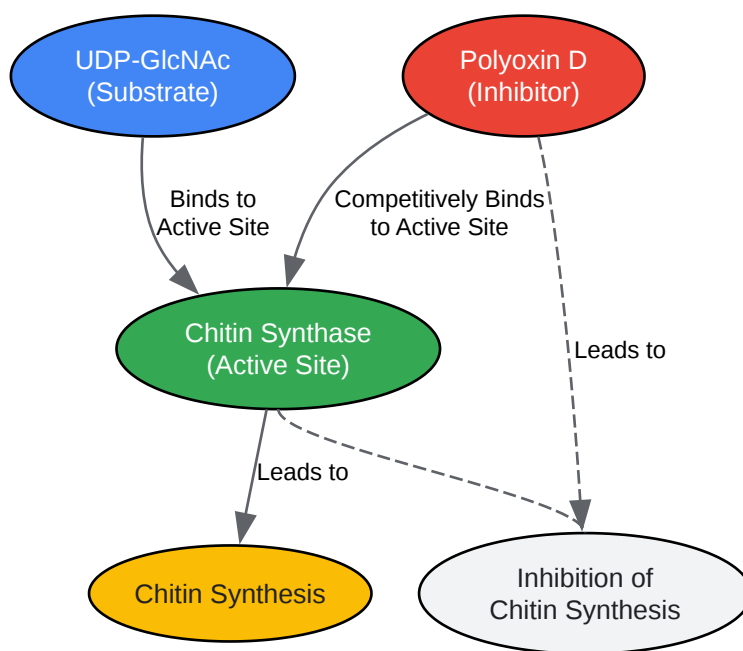 UDP-GlcNAc
(Substrate)
Polyoxin D
(Inhibitor)
Binds to
Active Site
Competitively Binds
to Active Site
Chitin Synthase
(Active Site)
Leads to
Leads to
Chitin Synthesis
Inhibition of
Chitin Synthesis